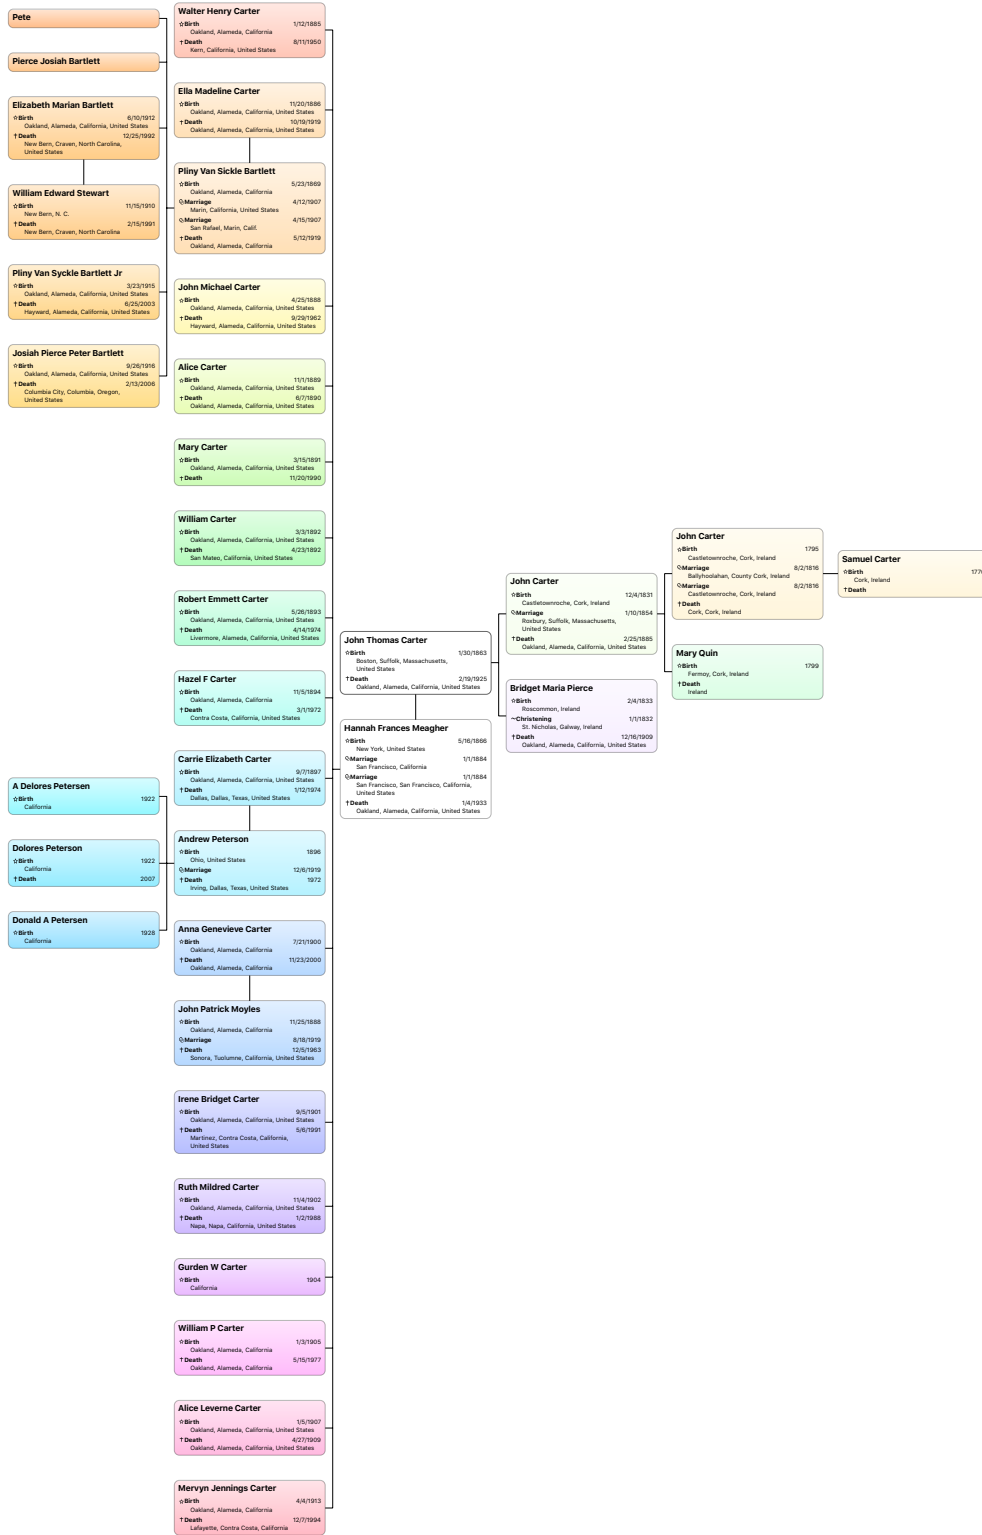 Pete
Pierce Josiah Bartlett
Elizabeth Marian Bartlett
☆Birth 6/10/1912
Oakland, Alameda, California, United States
†Death 12/25/1992
New Bern, Craven, North Carolina,
United States
William Edward Stewart
☆Birth 11/15/1910
New Bern, N. C.
†Death 2/15/1991
New Bern, Craven, North Carolina
Pliny Van Syckle Bartlett Jr
☆Birth 3/23/1915
Oakland, Alameda, California, United States
†Death 6/25/2003
Hayward, Alameda, California, United States
Josiah Pierce Peter Bartlett
☆Birth 9/26/1916
Oakland, Alameda, California, United States
†Death 2/13/2006
Columbia City, Columbia, Oregon,
United States
A Delores Petersen
☆Birth 1922
California
Dolores Peterson
☆Birth 1922
California
†Death 2007
Donald A Petersen
☆Birth 1928
California
Walter Henry Carter
☆Birth 1/12/1885
Oakland, Alameda, California, United States
†Death 8/11/1950
Kern, California, United States
Ella Madeline Carter
☆Birth 11/20/1886
Oakland, Alameda, California, United States
†Death 10/19/1919
Oakland, Alameda, California, United States
Pliny Van Sickle Bartlett
☆Birth 5/23/1869
Oakland, Alameda, California
Marriage 4/12/1907
Marin, California, United States
Marriage 4/15/1907
San Rafael, Marin, Calif.
†Death 5/12/1919
Oakland, Alameda, California
John Michael Carter
☆Birth 4/25/1888
Oakland, Alameda, California, United States
†Death 9/29/1962
Hayward, Alameda, California, United States
Alice Carter
☆Birth 11/1/1889
Oakland, Alameda, California, United States
†Death 6/7/1890
Oakland, Alameda, California, United States
Mary Carter
☆Birth 3/15/1891
Oakland, Alameda, California, United States
†Death 11/20/1990
William Carter
☆Birth 3/3/1892
Oakland, Alameda, California, United States
†Death 4/23/1892
San Mateo, California, United States
Robert Emmett Carter
☆Birth 5/26/1893
Oakland, Alameda, California, United States
†Death 4/14/1974
Livermore, Alameda, California, United States
Hazel F Carter
☆Birth 11/5/1894
Oakland, Alameda, California
†Death 3/1/1972
Contra Costa, California, United States
Carrie Elizabeth Carter
☆Birth 9/7/1897
Oakland, Alameda, California, United States
†Death 1/12/1974
Dallas, Dallas, Texas, United States
Andrew Peterson
☆Birth 1896
Ohio, United States
Marriage 12/6/1919
†Death 1972
Irving, Dallas, Texas, United States
Anna Genevieve Carter
☆Birth 7/21/1900
Oakland, Alameda, California
†Death 11/23/2000
Oakland, Alameda, California
John Patrick Moyles
☆Birth 11/25/1888
Oakland, Alameda, California
Marriage 8/18/1919
†Death 12/5/1963
Sonora, Tuolumne, California, United States
Irene Bridget Carter
☆Birth 9/5/1901
Oakland, Alameda, California, United States
†Death 5/6/1991
Martinez, Contra Costa, California,
United States
Ruth Mildred Carter
☆Birth 11/4/1902
Oakland, Alameda, California, United States
†Death 1/2/1988
Napa, Napa, California, United States
Gurden W Carter
☆Birth 1904
California
William P Carter
☆Birth 1/3/1905
Oakland, Alameda, California
†Death 5/15/1977
Oakland, Alameda, California
Alice Leverne Carter
☆Birth 1/5/1907
Oakland, Alameda, California, United States
†Death 4/27/1909
Oakland, Alameda, California, United States
Mervyn Jennings Carter
☆Birth 4/4/1913
Oakland, Alameda, California
†Death 12/7/1994
Lafayette, Contra Costa, California
John Thomas Carter
☆Birth 1/30/1863
Boston, Suffolk, Massachusetts,
United States
†Death 2/19/1925
Oakland, Alameda, California, United States
Hannah Frances Meagher
☆Birth 5/16/1866
New York, United States
Marriage 1/1/1884
San Francisco, California
Marriage 1/1/1884
San Francisco, San Francisco, California,
United States
†Death 1/4/1933
Oakland, Alameda, California, United States
John Carter
☆Birth 12/4/1831
Castletownroche, Cork, Ireland
Marriage 1/10/1854
Roxbury, Suffolk, Massachusetts,
United States
†Death 2/25/1885
Oakland, Alameda, California, United States
Bridget Maria Pierce
☆Birth 2/4/1833
Roscommon, Ireland
~Christening 1/1/1832
St. Nicholas, Galway, Ireland
†Death 12/16/1909
Oakland, Alameda, California, United States
John Carter
☆Birth 1795
Castletownroche, Cork, Ireland
Marriage 8/2/1816
Ballyhoolahan, County Cork, Ireland
Marriage 8/2/1816
Castletownroche, Cork, Ireland
†Death
Cork, Cork, Ireland
Mary Quin
☆Birth 1799
Fermoy, Cork, Ireland
†Death
Ireland
Samuel Carter
☆Birth
Cork, Ireland
†Death